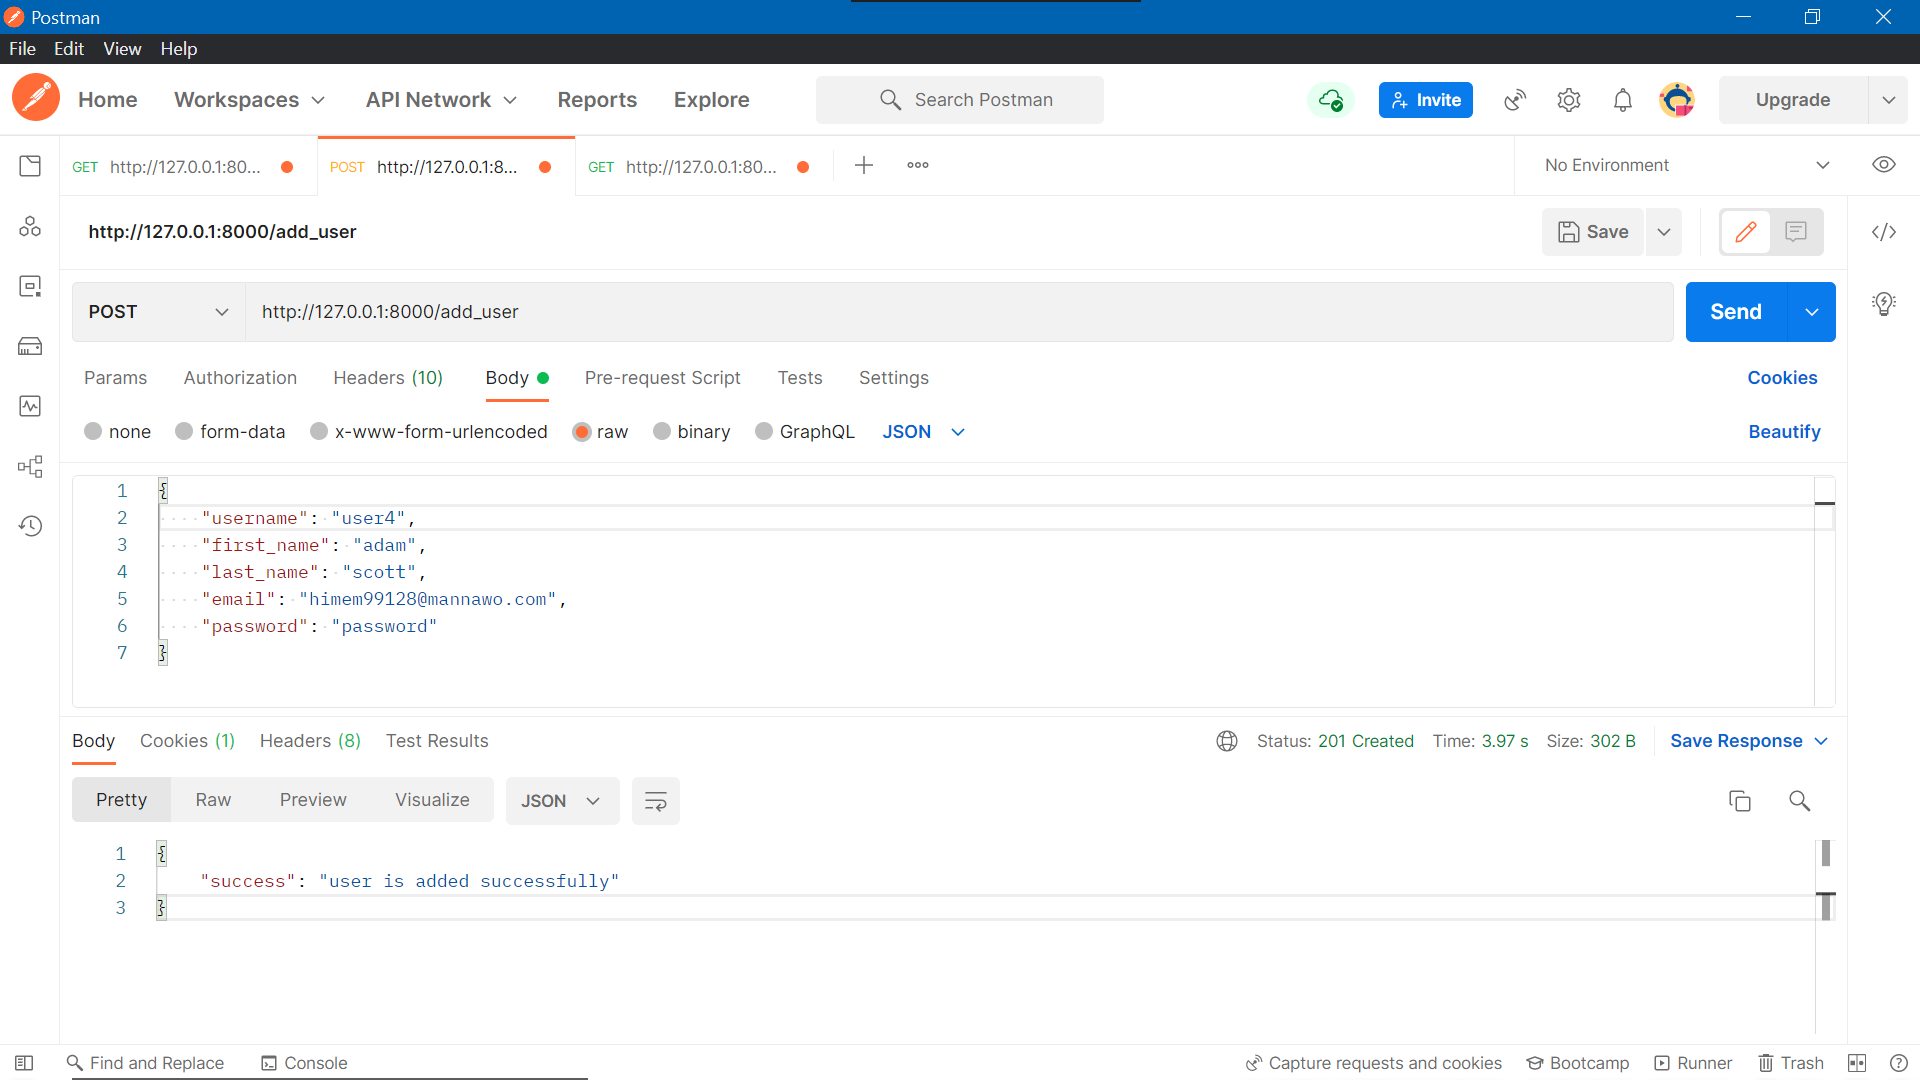 Postman
File Edit View Help
Home Workspaces API Network Reports Explore Search Postman Invite Upgrade
GET http://127.0.0.1:80... POST http://127.0.0.1:8... GET http://127.0.0.1:80... No Environment
http://127.0.0.1:8000/add_user Save
POST http://127.0.0.1:8000/add_user Send
Params Authorization Headers (10) Body Pre-request Script Tests Settings Cookies
none form-data x-www-form-urlencoded raw binary GraphQL JSON Beautify
1 {
2 "username": "user4",
3 "first_name": "adam",
4 "last_name": "scott",
5 "email": "himem99128@mannawo.com",
6 "password": "password"
7 }
Body Cookies (1) Headers (8) Test Results Status: 201 Created Time: 3.97 s Size: 302 B Save Response
Pretty Raw Preview Visualize JSON
1 {
2 "success": "user is added successfully"
3 }
Find and Replace Console Capture requests and cookies Bootcamp Runner Trash